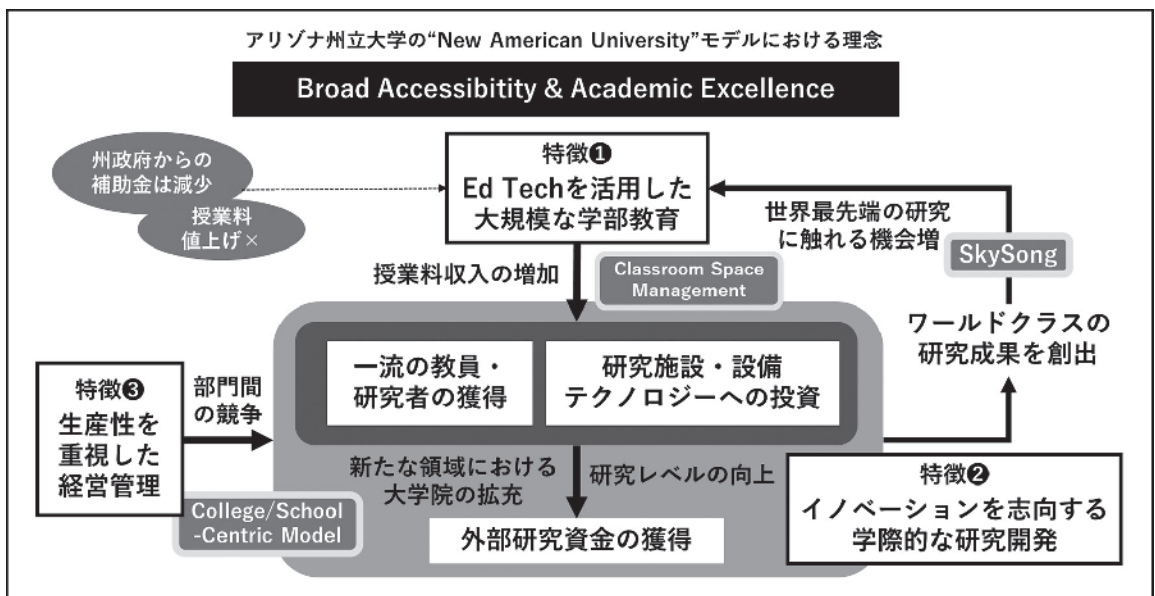 アリゾナ州立大学の“New American University”モデルにおける理念
Broad Accessibitity & Academic Excellence
州政府からの
補助金は減少
授業料
値上げ×
特徴❶
Ed Techを活用した
大規模な学部教育
世界最先端の研究
に触れる機会増
SkySong
授業料収入の増加
Classroom Space
Management
ワールドクラスの
研究成果を創出
一流の教員・
研究者の獲得
研究施設・設備
テクノロジーへの投資
特徴❸
生産性を
重視した
経営管理
部門間
の競争
College/School
-Centric Model
新たな領域における
大学院の拡充
研究レベルの向上
外部研究資金の獲得
特徴❷
イノベーションを志向する
学際的な研究開発